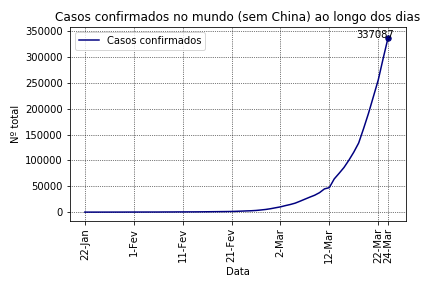 Casos confirmados no mundo (sem China) ao longo dos dias
350000
300000
250000
200000
150000
100000
50000
0
Nº total
Casos confirmados
337087
22-Jan
1-Fev
11-Fev
21-Fev
2-Mar
12-Mar
22-Mar
24-Mar
Data